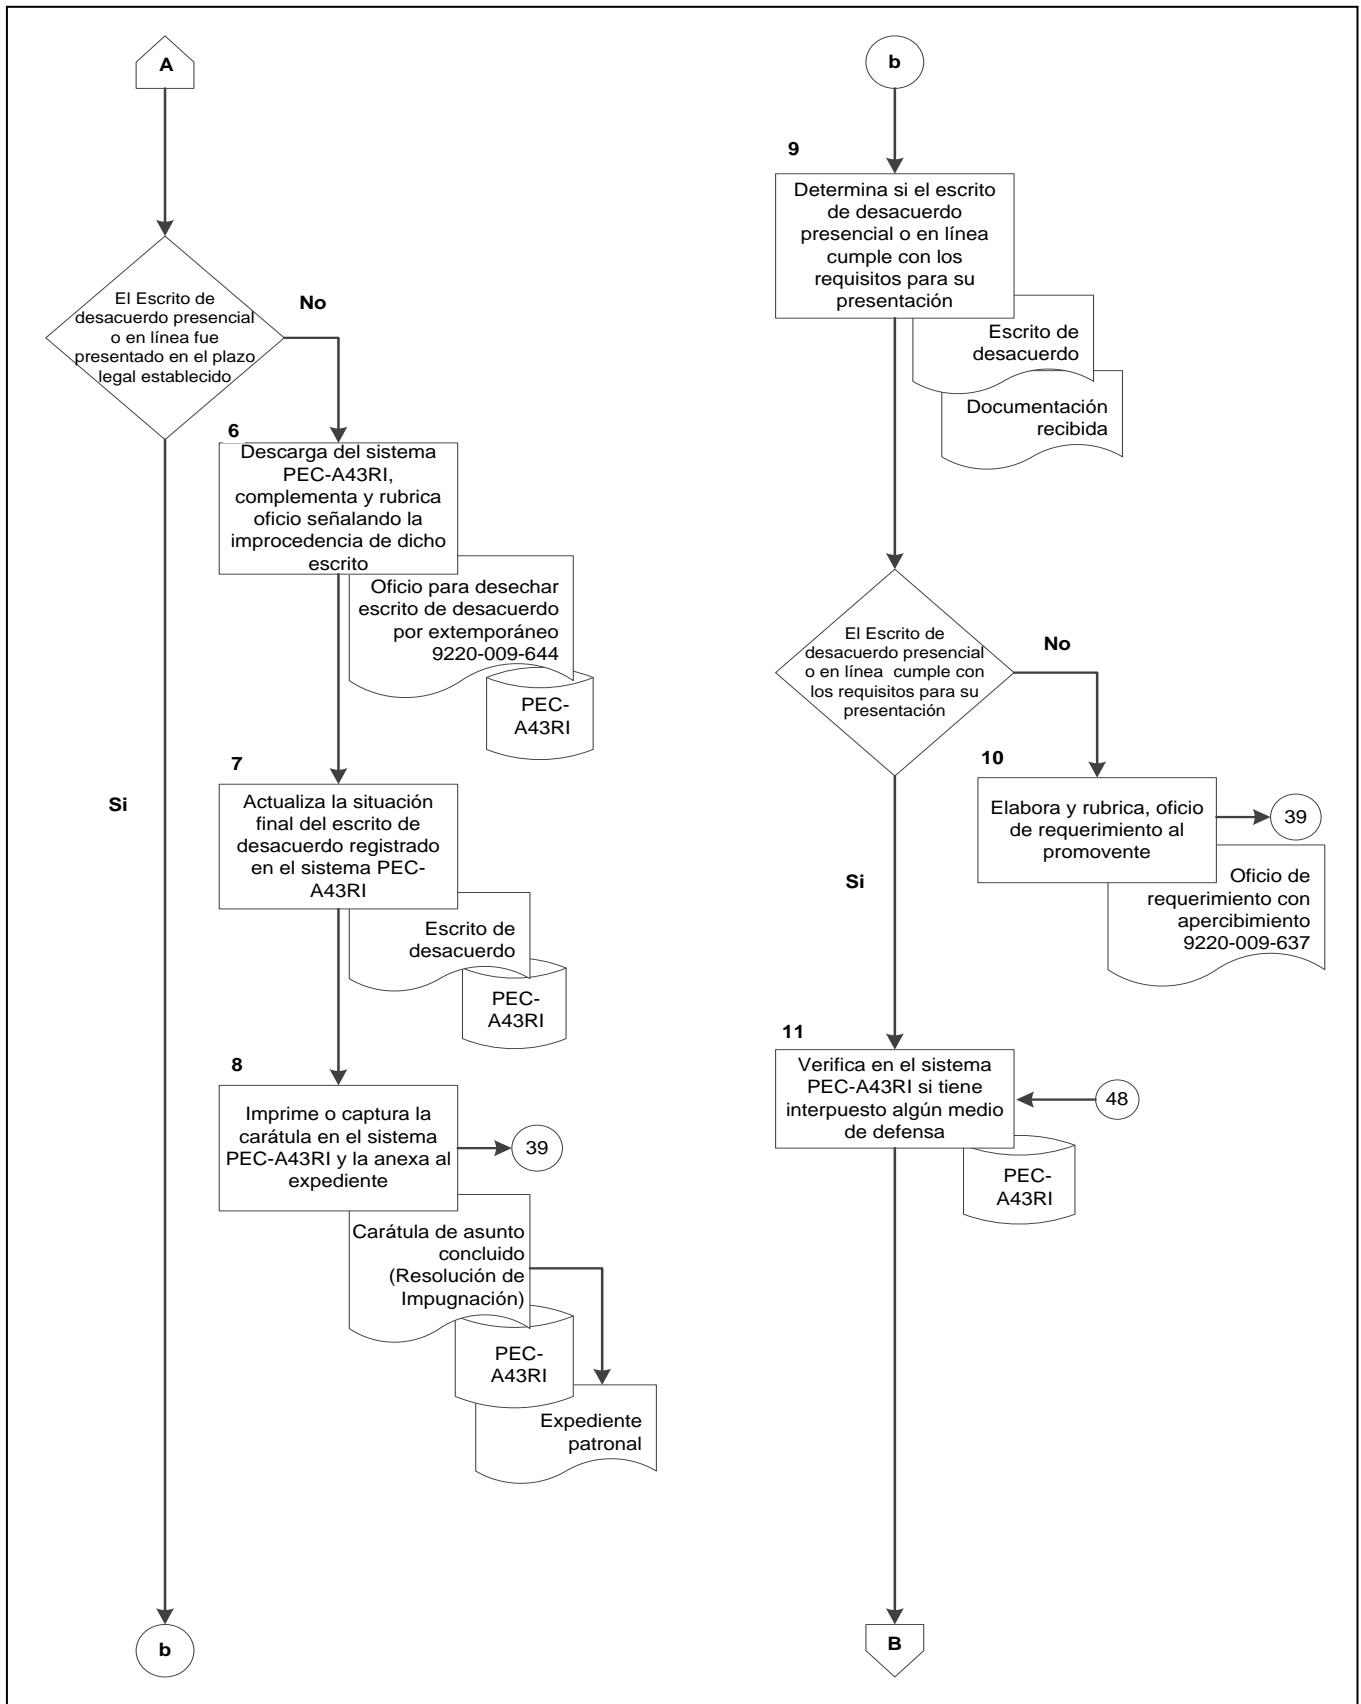 A
El Escrito de
desacuerdo presencial
o en línea fue
presentado en el plazo
legal establecido
No
Si
6
Descarga del sistema
PEC-A43RI,
complementa y rubrica
oficio señalando la
improcedencia de dicho
escrito
Oficio para desechar
escrito de desacuerdo
por extemporáneo
9220-009-644
PEC-
A43RI
7
Actualiza la situación
final del escrito de
desacuerdo registrado
en el sistema PEC-
A43RI
Escrito de
desacuerdo
PEC-
A43RI
8
Imprime o captura la
carátula en el sistema
PEC-A43RI y la anexa al
expediente
39
Carátula de asunto
concluido
(Resolución de
Impugnación)
PEC-
A43RI
Expediente
patronal
b
b
9
Determina si el escrito
de desacuerdo
presencial o en línea
cumple con los
requisitos para su
presentación
Escrito de
desacuerdo
Documentación
recibida
El Escrito de
desacuerdo presencial
o en línea  cumple con
los requisitos para su
presentación
No
Si
10
Elabora y rubrica, oficio
de requerimiento al
promovente
39
Oficio de
requerimiento con
apercibimiento
9220-009-637
11
Verifica en el sistema
PEC-A43RI si tiene
interpuesto algún medio
de defensa
48
PEC-
A43RI
B